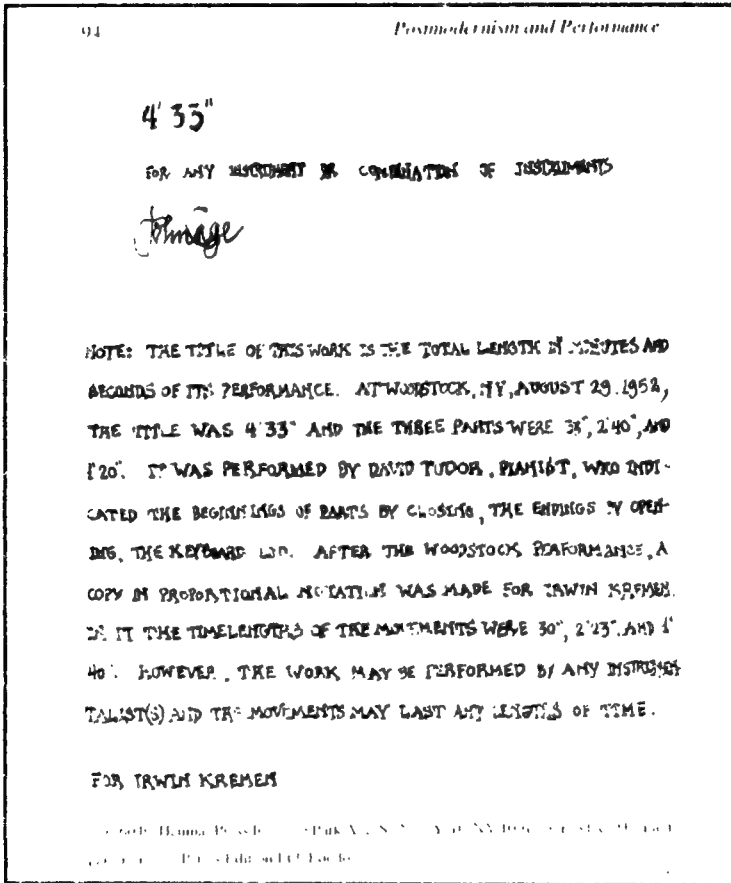 94 Postmodernism and Performance
4'33"
FOR ANY INSTRUMENT OR COMBINATION OF INSTRUMENTS
John Cage
NOTE: THE TITLE OF THIS WORK IS THE TOTAL LENGTH IN MINUTES AND
SECONDS OF ITS PERFORMANCE. AT WOODSTOCK, NY, AUGUST 29, 1952,
THE TITLE WAS 4'33" AND THE THREE PARTS WERE 33", 2'40", AND
1'20". IT WAS PERFORMED BY DAVID TUDOR, PIANIST, WHO INDI-
CATED THE BEGINNINGS OF PARTS BY CLOSING, THE ENDINGS BY OPEN-
ING, THE KEYBOARD LID. AFTER THE WOODSTOCK PERFORMANCE, A
COPY IN PROPORTIONAL NOTATION WAS MADE FOR IRWIN KREMEN.
IN IT THE TIMELENGTHS OF THE MOVEMENTS WERE 30", 2'23", AND 1'
40". HOWEVER, THE WORK MAY BE PERFORMED BY ANY INSTRUMEN-
TALIST(S) AND THE MOVEMENTS MAY LAST ANY LENGTHS OF TIME.
FOR IRWIN KREMEN